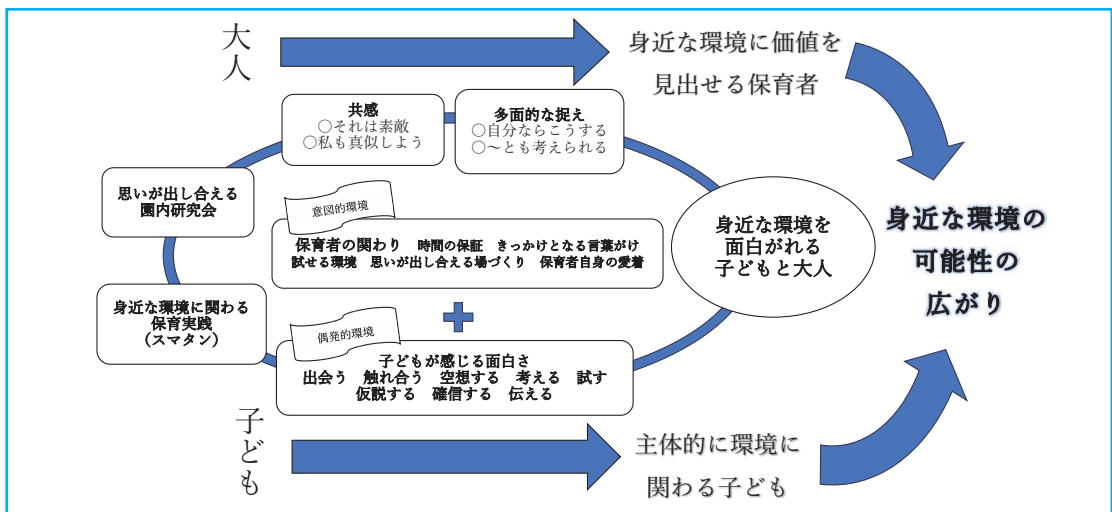 大人
身近な環境に価値を
見出せる保育者
共感
○それは素敵
○私も真似しよう
多面的な捉え
○自分ならこうする
○～とも考えられる
思いが出し合える
園内研究会
意図的環境
保育者の関わり　時間の保証　きっかけとなる言葉がけ
試せる環境　思いが出し合える場づくり　保育者自身の愛着
身近な環境を
面白がれる
子どもと大人
身近な環境の
可能性の
広がり
身近な環境に関わる
保育実践
（スマタン）
偶発的環境
子どもが感じる面白さ
出会う　触れ合う　空想する　考える　試す
仮説する　確信する　伝える
子ども
主体的に環境に
関わる子ども